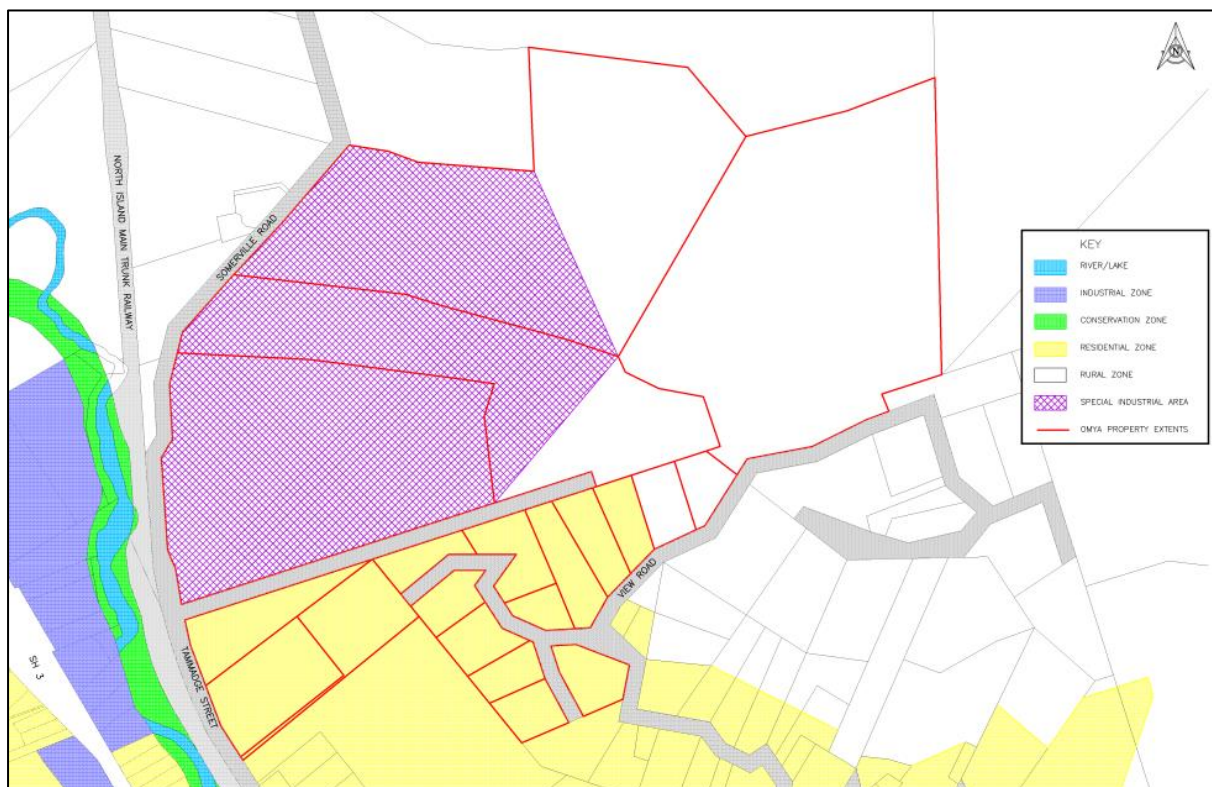 N
NORTH ISLAND MAIN TRUNK RAILWAY
SOMERVILLE ROAD
KEY
RIVER/LAKE
INDUSTRIAL ZONE
CONSERVATION ZONE
RESIDENTIAL ZONE
RURAL ZONE
SPECIAL INDUSTRIAL AREA
OMYA PROPERTY EXTENTS
VIEW ROAD
TAMMADGE STREET
SH 3